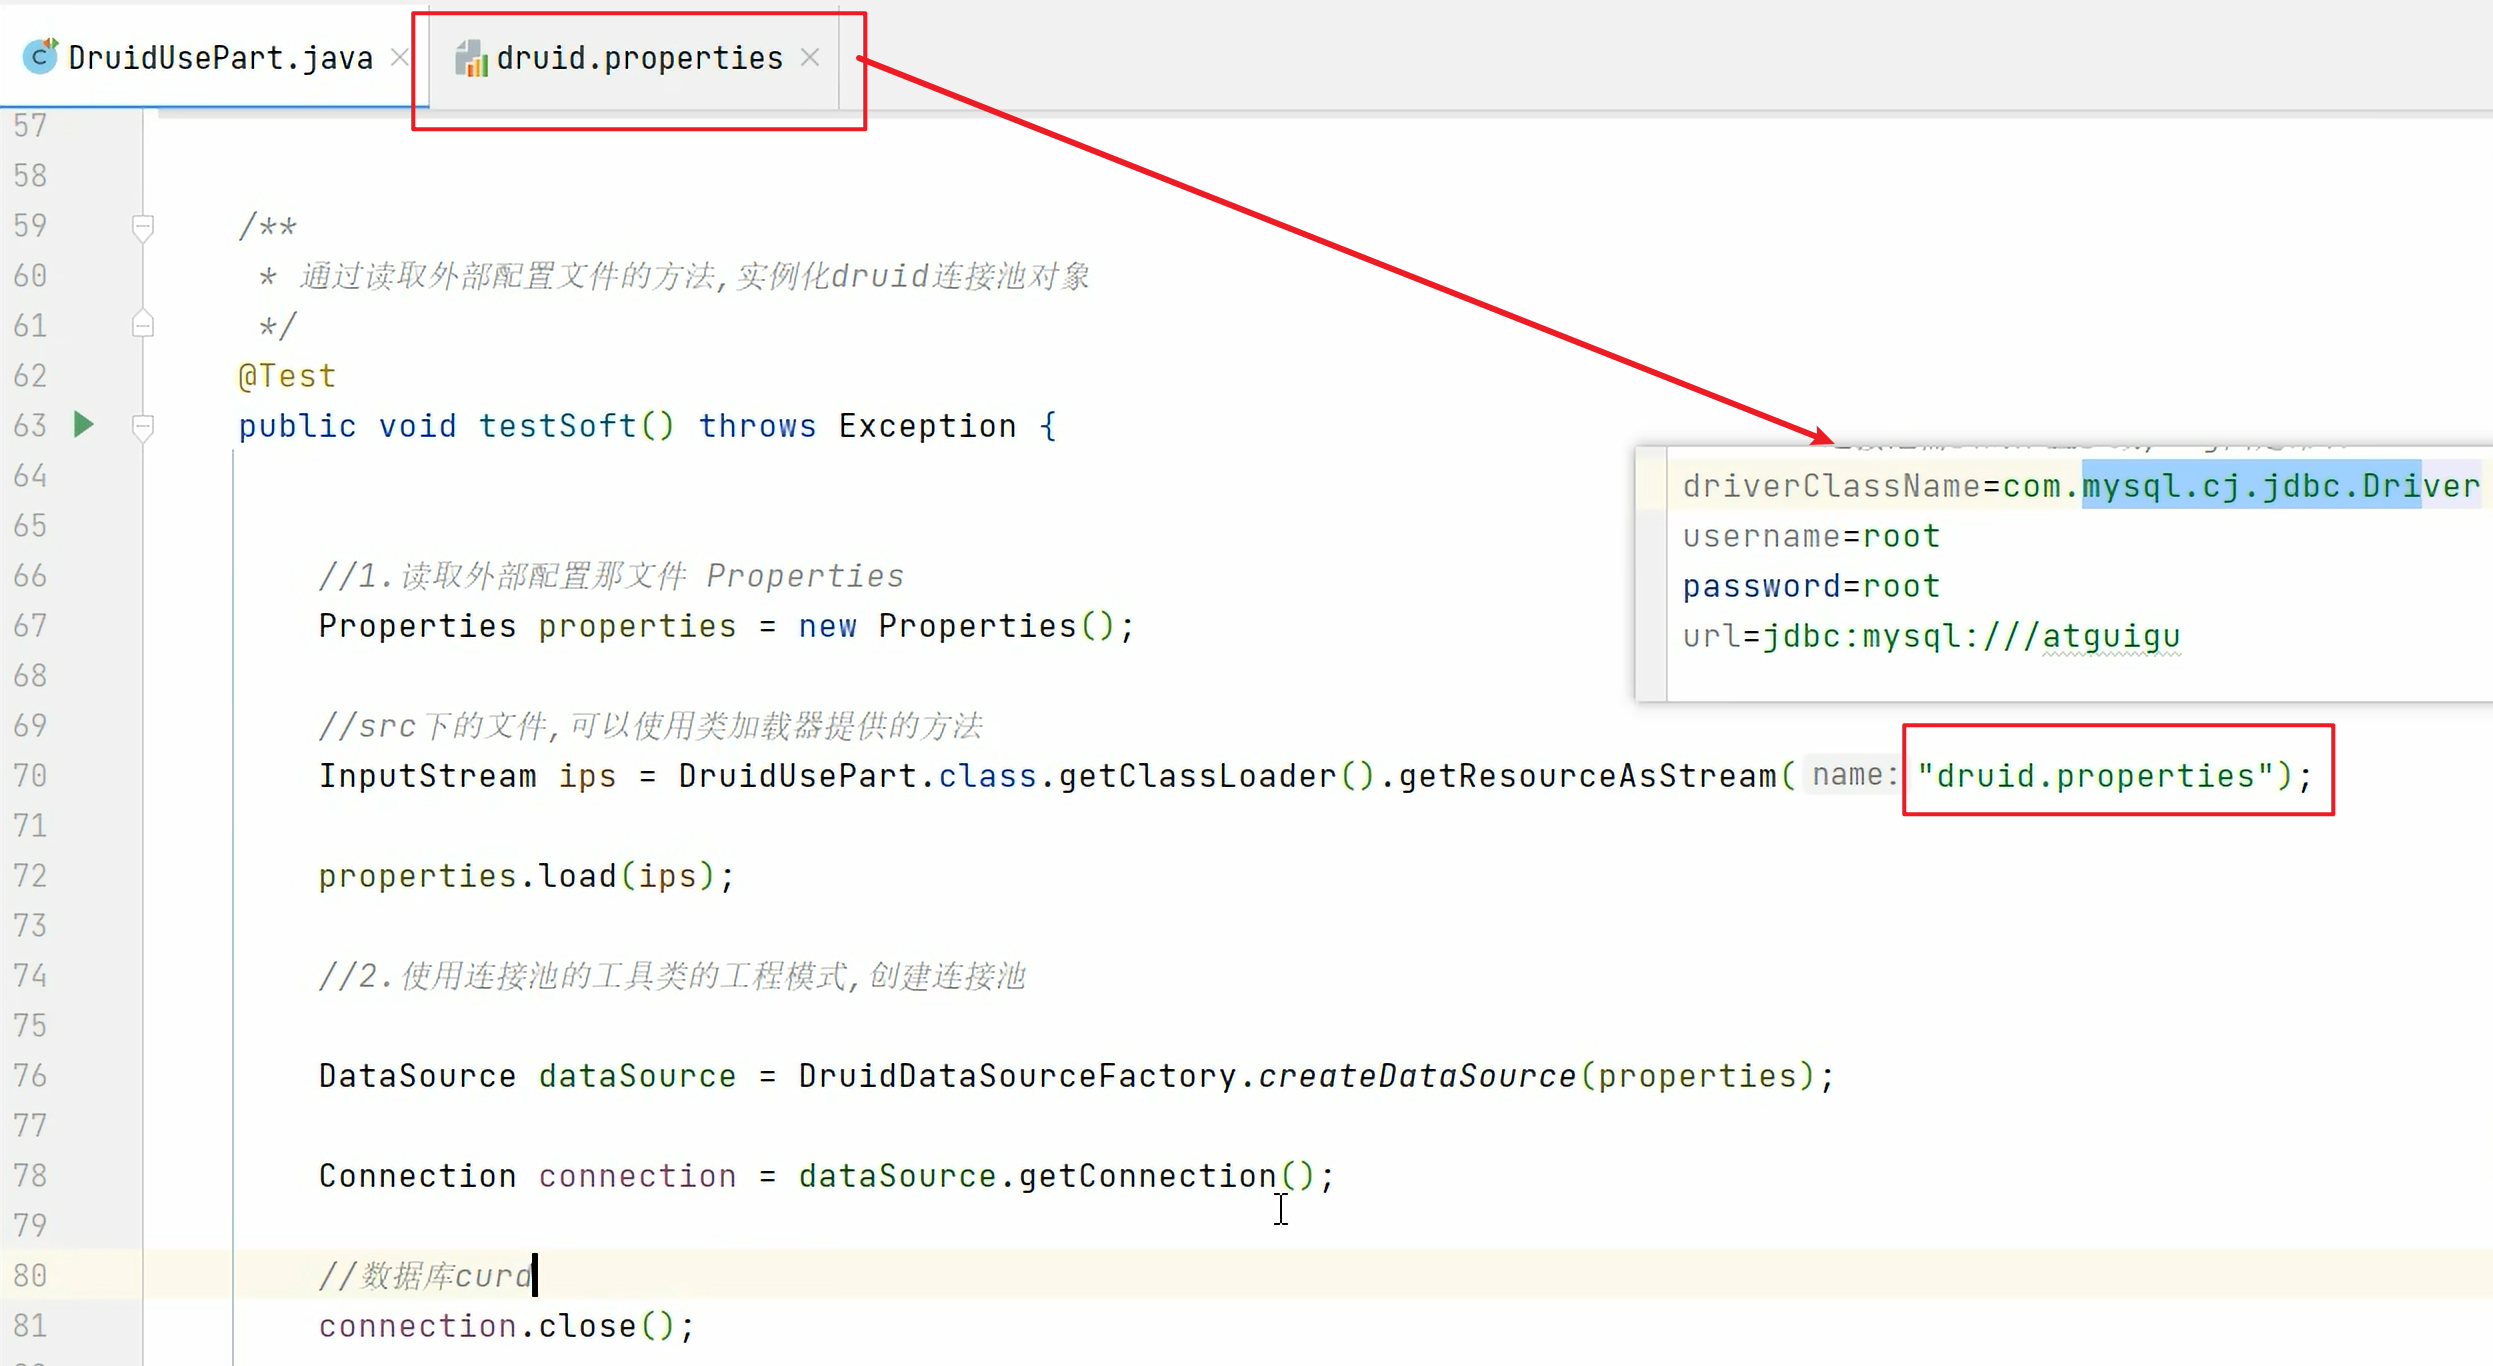 DruidUsePart.java
druid.properties
57
58
59 /**
60 * 通过读取外部配置文件的方法,实例化druid连接池对象
61 */
62 @Test
63 public void testSoft() throws Exception {
64
65
66 //1.读取外部配置那文件 Properties
67 Properties properties = new Properties();
68
69 //src下的文件,可以使用类加载器提供的方法
70 InputStream ips = DruidUsePart.class.getClassLoader().getResourceAsStream( name: "druid.properties");
71
72 properties.load(ips);
73
74 //2.使用连接池的工具类的工程模式,创建连接池
75
76 DataSource dataSource = DruidDataSourceFactory.createDataSource(properties);
77
78 Connection connection = dataSource.getConnection();
79
80 //数据库curd
81 connection.close();
driverClassName=com.mysql.cj.jdbc.Driver
username=root
password=root
url=jdbc:mysql:///atguigu